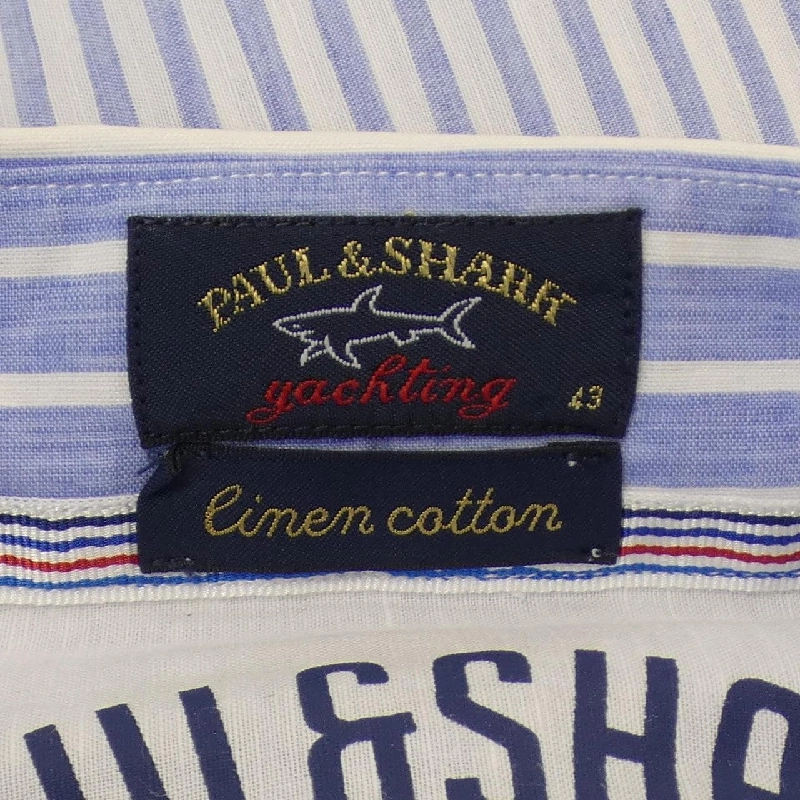 PAUL & SHARK
yachting
43
linen cotton
UL & SHA